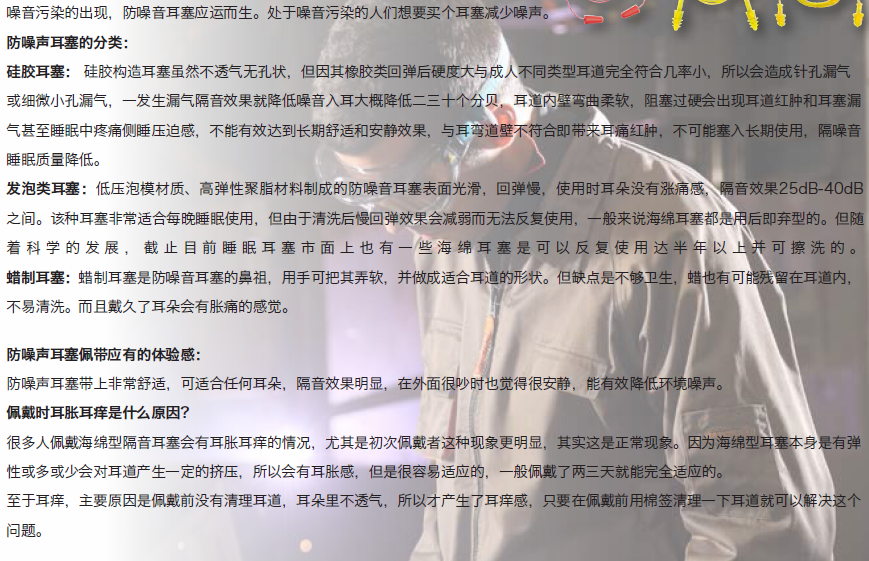 噪音污染的出现，防噪音耳塞应运而生。处于噪音污染的人们想要买个耳塞减少噪声。
防噪声耳塞的分类：
硅胶耳塞： 硅胶构造耳塞虽然不透气无孔状，但因其橡胶类回弹后硬度大与成人不同类型耳道完全符合几率小，所以会造成针孔漏气
或细微小孔漏气，一发生漏气隔音效果就降低噪音入耳大概降低二三十个分贝，耳道内壁弯曲柔软，阻塞过硬会出现耳道红肿和耳塞漏
气甚至睡眠中疼痛侧睡压迫感，不能有效达到长期舒适和安静效果，与耳弯道壁不符合即带来耳痛红肿，不可能塞入长期使用，隔噪音
睡眠质量降低。
发泡类耳塞：低压泡模材质、高弹性聚脂材料制成的防噪音耳塞表面光滑，回弹慢，使用时耳朵没有涨痛感，隔音效果25dB-40dB
之间。该种耳塞非常适合每晚睡眠使用，但由于清洗后慢回弹效果会减弱而无法反复使用，一般来说海绵耳塞都是用后即弃型的。但随
着科学的发展，截止目前睡眠耳塞市面上也有一些海绵耳塞是可以反复使用达半年以上并可擦洗的。
蜡制耳塞：蜡制耳塞是防噪音耳塞的鼻祖，用手可把其弄软，并做成适合耳道的形状。但缺点是不够卫生，蜡也有可能残留在耳道内，
不易清洗。而且戴久了耳朵会有胀痛的感觉。
防噪声耳塞佩带应有的体验感：
防噪声耳塞带上非常舒适，可适合任何耳朵，隔音效果明显，在外面很吵时也觉得很安静，能有效降低环境噪声。
佩戴时耳胀耳痒是什么原因？
很多人佩戴海绵型隔音耳塞会有耳胀耳痒的情况，尤其是初次佩戴者这种现象更明显，其实这是正常现象。因为海绵型耳塞本身是有弹
性或多或少会对耳道产生一定的挤压，所以会有耳胀感，但是很容易适应的，一般佩戴了两三天就能完全适应的。
至于耳痒，主要原因是佩戴前没有清理耳道，耳朵里不透气，所以才产生了耳痒感，只要在佩戴前用棉签清理一下耳道就可以解决这个
问题。